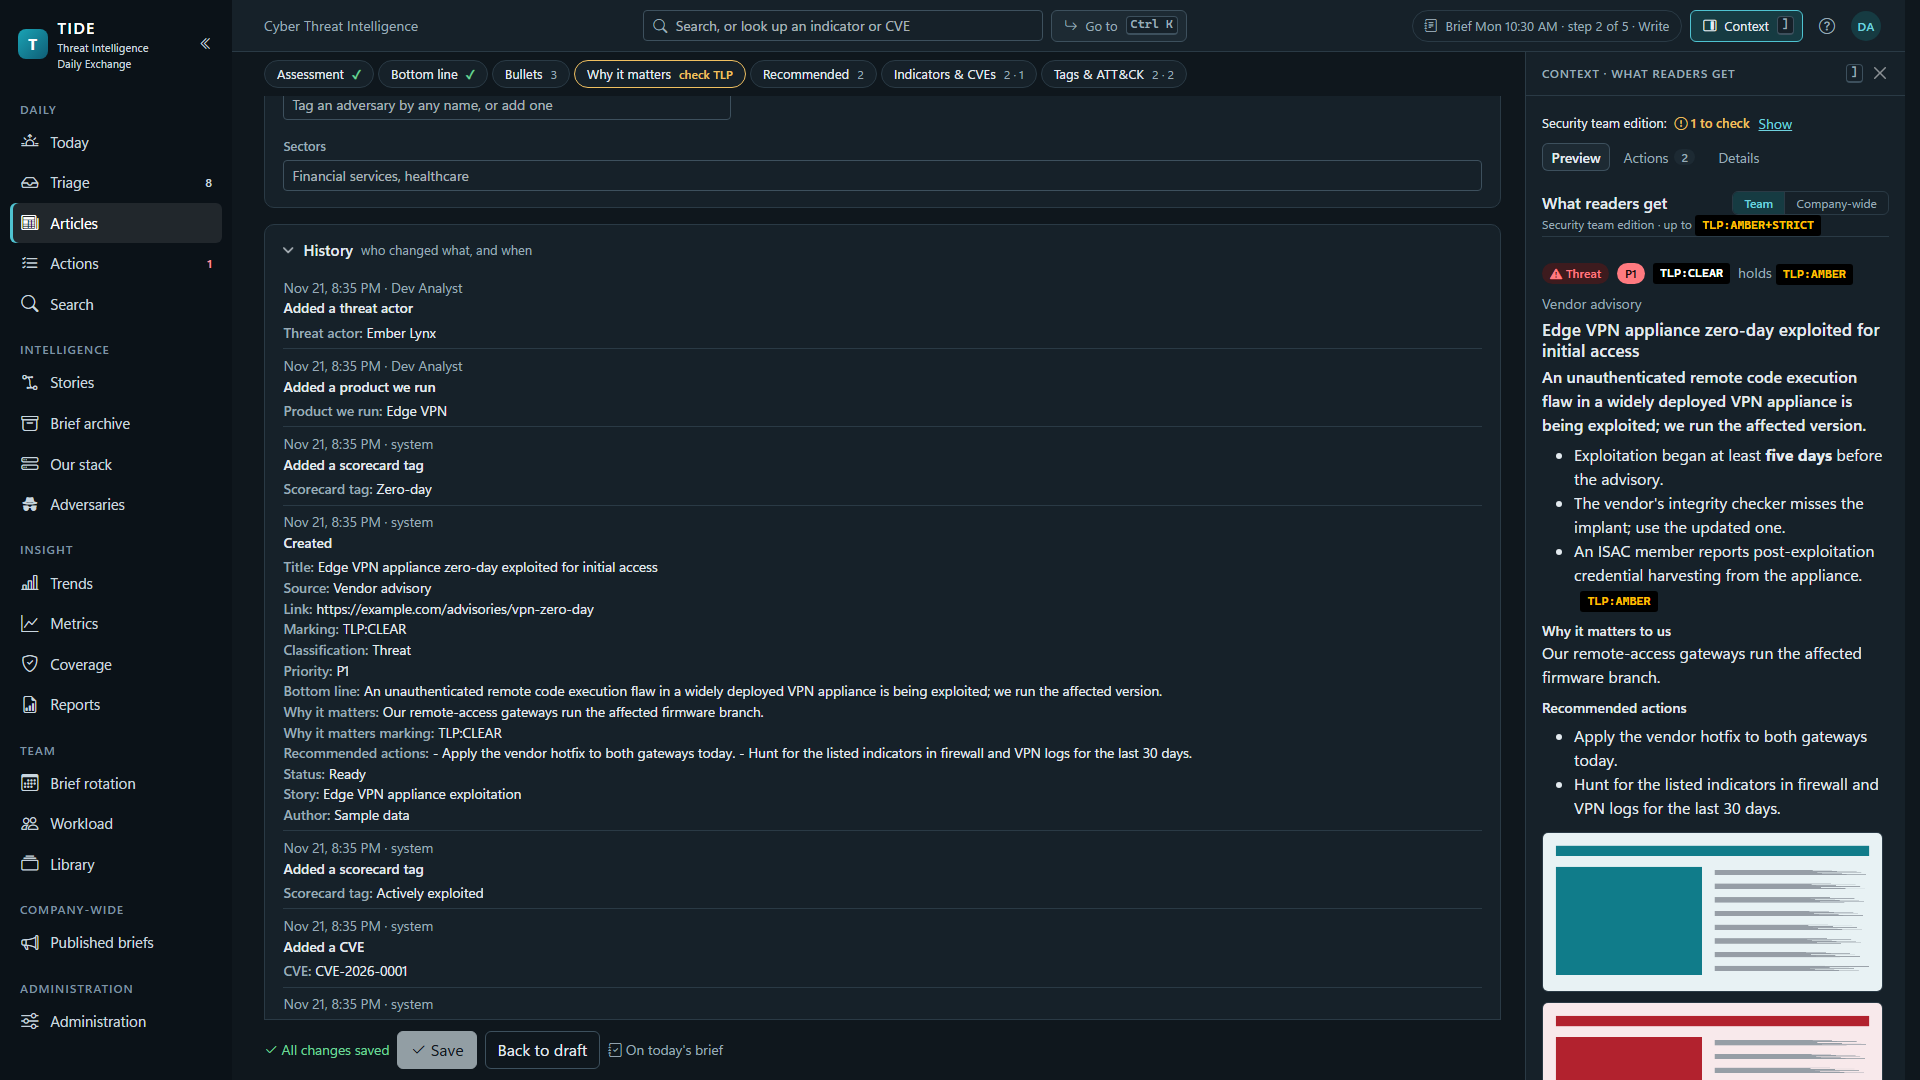 T
TIDE
Threat Intelligence
Daily Exchange
DAILY
Today
Triage 8
Articles
Actions 1
Search
INTELLIGENCE
Stories
Brief archive
Our stack
Adversaries
INSIGHT
Trends
Metrics
Coverage
Reports
TEAM
Brief rotation
Workload
Library
COMPANY-WIDE
Published briefs
ADMINISTRATION
Administration
Cyber Threat Intelligence
Search, or look up an indicator or CVE
Go to Ctrl K
Brief Mon 10:30 AM · step 2 of 5 · Write
Context ]
?
DA
Assessment ✓
Bottom line ✓
Bullets 3
Why it matters check TLP
Recommended 2
Indicators & CVEs 2 · 1
Tags & ATT&CK 2 · 2
Tag an adversary by any name, or add one
Sectors
Financial services, healthcare
History who changed what, and when
Nov 21, 8:35 PM · Dev Analyst
Added a threat actor
Threat actor: Ember Lynx
Nov 21, 8:35 PM · Dev Analyst
Added a product we run
Product we run: Edge VPN
Nov 21, 8:35 PM · system
Added a scorecard tag
Scorecard tag: Zero-day
Nov 21, 8:35 PM · system
Created
Title: Edge VPN appliance zero-day exploited for initial access
Source: Vendor advisory
Link: https://example.com/advisories/vpn-zero-day
Marking: TLP:CLEAR
Classification: Threat
Priority: P1
Bottom line: An unauthenticated remote code execution flaw in a widely deployed VPN appliance is being exploited; we run the affected version.
Why it matters: Our remote-access gateways run the affected firmware branch.
Why it matters marking: TLP:CLEAR
Recommended actions: - Apply the vendor hotfix to both gateways today. - Hunt for the listed indicators in firewall and VPN logs for the last 30 days.
Status: Ready
Story: Edge VPN appliance exploitation
Author: Sample data
Nov 21, 8:35 PM · system
Added a scorecard tag
Scorecard tag: Actively exploited
Nov 21, 8:35 PM · system
Added a CVE
CVE: CVE-2026-0001
Nov 21, 8:35 PM · system
✓ All changes saved
✓ Save
Back to draft
On today's brief
CONTEXT · WHAT READERS GET ]
Security team edition: 1 to check Show
Preview
Actions 2
Details
What readers get
Team
Company-wide
Security team edition · up to TLP:AMBER+STRICT
Threat P1 TLP:CLEAR holds TLP:AMBER
Vendor advisory
Edge VPN appliance zero-day exploited for
initial access
An unauthenticated remote code execution
flaw in a widely deployed VPN appliance is
being exploited; we run the affected version.
• Exploitation began at least five days before
the advisory.
• The vendor's integrity checker misses the
implant; use the updated one.
• An ISAC member reports post-exploitation
credential harvesting from the appliance.
TLP:AMBER
Why it matters to us
Our remote-access gateways run the affected
firmware branch.
Recommended actions
• Apply the vendor hotfix to both gateways
today.
• Hunt for the listed indicators in firewall and
VPN logs for the last 30 days.